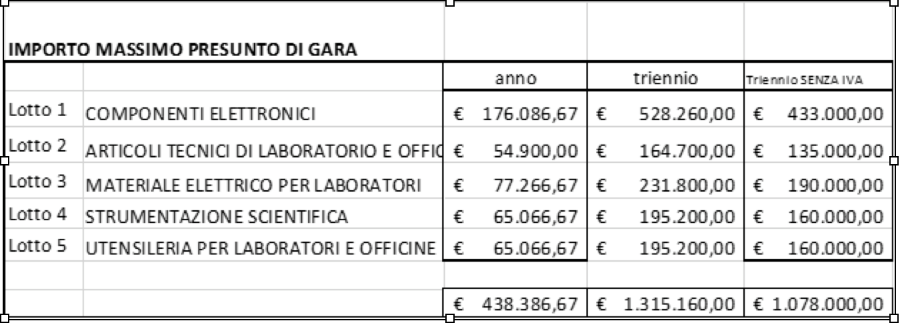 IMPORTO MASSIMO PRESUNTO DI GARA
anno triennio Triennio SENZA IVA
Lotto 1 COMPONENTI ELETTRONICI € 176.086,67 € 528.260,00 € 433.000,00
Lotto 2 ARTICOLI TECNICI DI LABORATORIO E OFFIC € 54.900,00 € 164.700,00 € 135.000,00
Lotto 3 MATERIALE ELETTRICO PER LABORATORI € 77.266,67 € 231.800,00 € 190.000,00
Lotto 4 STRUMENTAZIONE SCIENTIFICA € 65.066,67 € 195.200,00 € 160.000,00
Lotto 5 UTENSILERIA PER LABORATORI E OFFICINE € 65.066,67 € 195.200,00 € 160.000,00
€ 438.386,67 € 1.315.160,00 € 1.078.000,00